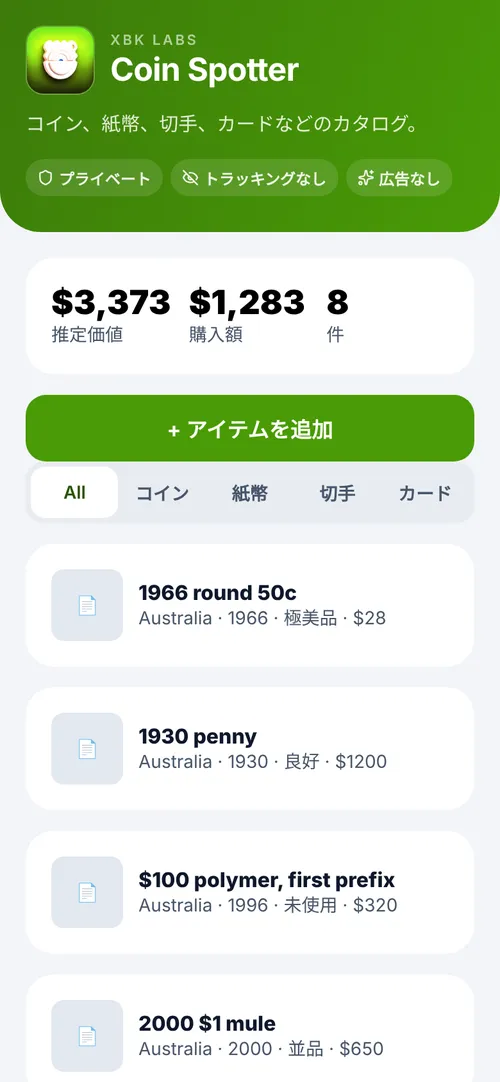 XBK LABS
Coin Spotter
コイン、紙幣、切手、カードなどのカタログ。
プライベート
トラッキングなし
広告なし
$3,373 $1,283 8
推定価値 購入額 件
+ アイテムを追加
All コイン 紙幣 切手 カード
1966 round 50c
Australia · 1966 · 極美品 · $28
1930 penny
Australia · 1930 · 良好 · $1200
$100 polymer, first prefix
Australia · 1996 · 未使用 · $320
2000 $1 mule
Australia · 2000 · 並品 · $650